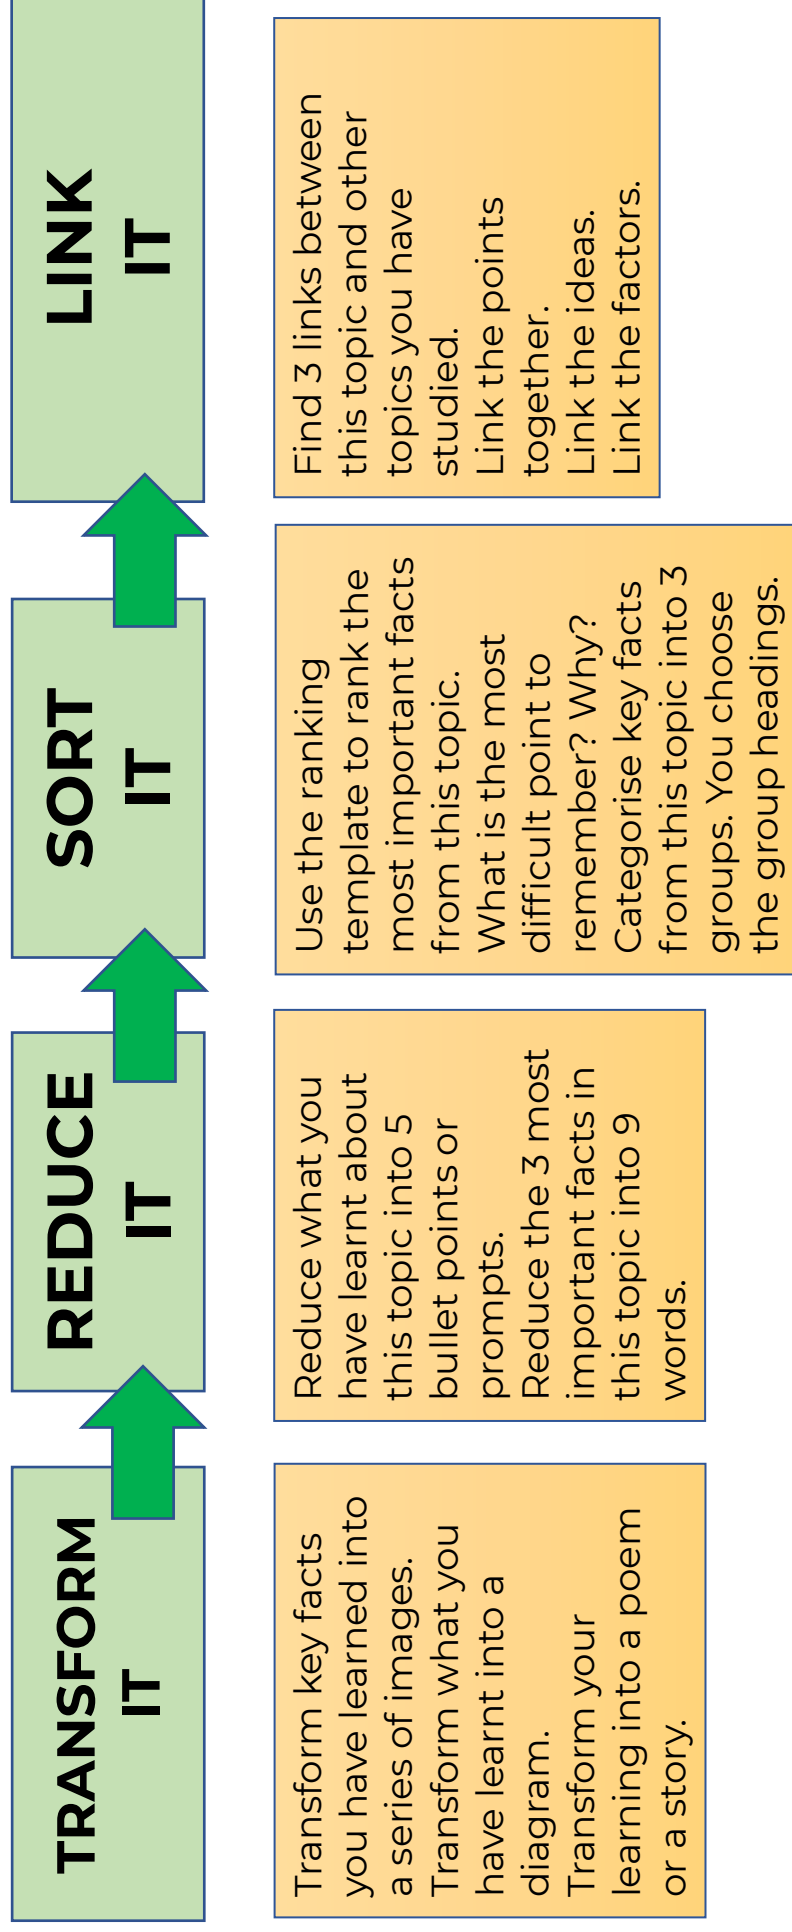 TRANSFORM
IT
Transform key facts
you have learned into
a series of images.
Transform what you
have learnt into a
diagram.
Transform your
learning into a poem
or a story.
REDUCE
IT
Reduce what you
have learnt about
this topic into 5
bullet points or
prompts.
Reduce the 3 most
important facts in
this topic into 9
words.
SORT
IT
Use the ranking
template to rank the
most important facts
from this topic.
What is the most
difficult point to
remember? Why?
Categorise key facts
from this topic into 3
groups. You choose
the group headings.
LINK
IT
Find 3 links between
this topic and other
topics you have
studied.
Link the points
together.
Link the ideas.
Link the factors.